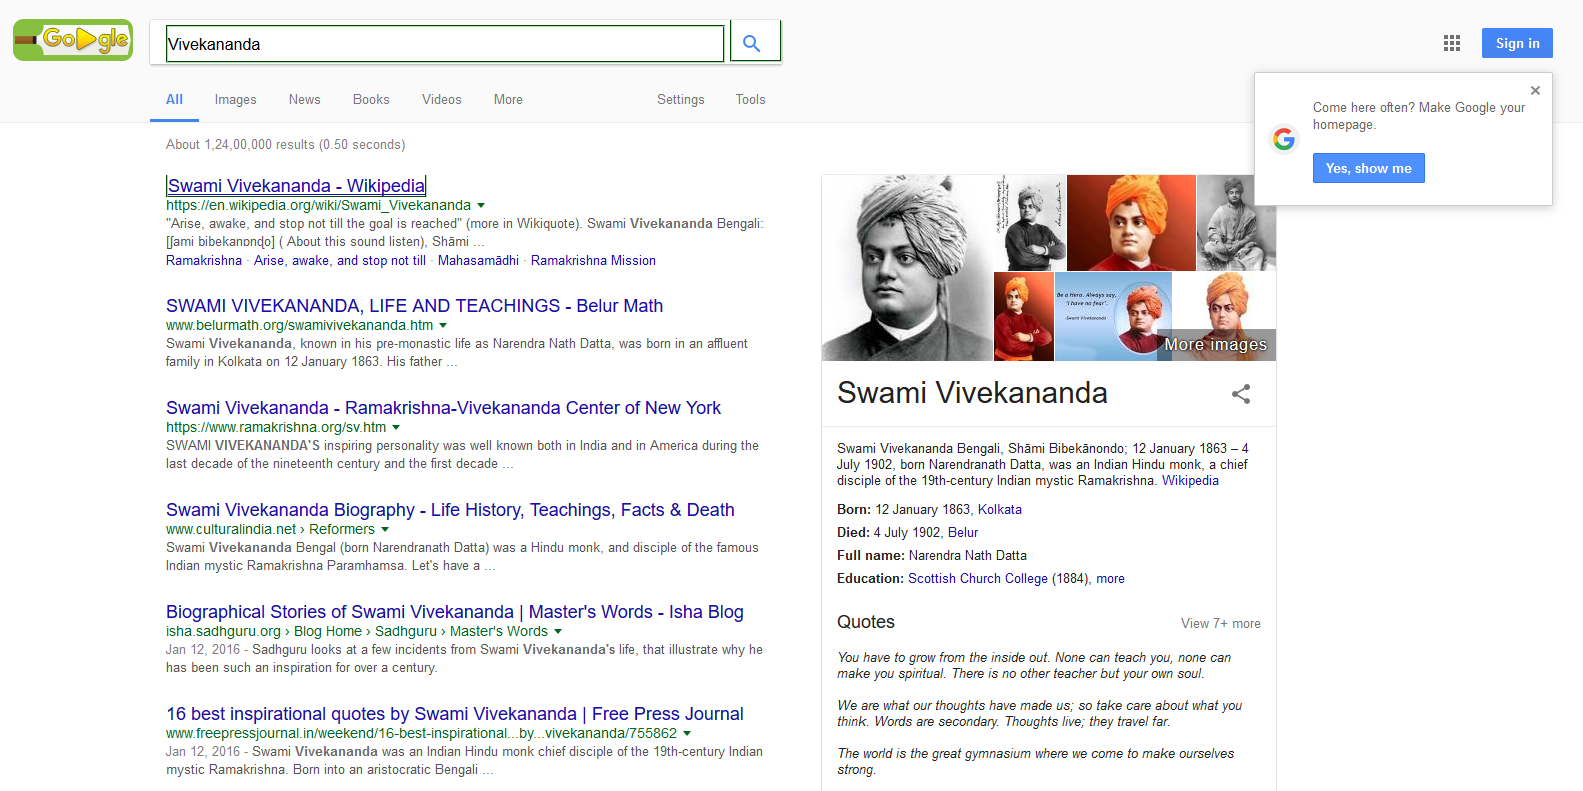 Google
Vivekananda
Sign in
All Images News Books Videos More Settings Tools
Come here often? Make Google your
homepage.
Yes, show me
About 1,24,00,000 results (0.50 seconds)
Swami Vivekananda - Wikipedia
https://en.wikipedia.org/wiki/Swami_Vivekananda
"Arise, awake, and stop not till the goal is reached" (more in Wikiquote). Swami Vivekananda Bengali:
[ʃami bibekanɒnɖo] ( About this sound listen), Shāmi ...
Ramakrishna · Arise, awake, and stop not till · Mahasamādhi · Ramakrishna Mission
SWAMI VIVEKANANDA, LIFE AND TEACHINGS - Belur Math
www.belurmath.org/swamivivekananda.htm
Swami Vivekananda, known in his pre-monastic life as Narendra Nath Datta, was born in an affluent
family in Kolkata on 12 January 1863. His father ...
Swami Vivekananda - Ramakrishna-Vivekananda Center of New York
https://www.ramakrishna.org/sv.htm
SWAMI VIVEKANANDA'S inspiring personality was well known both in India and in America during the
last decade of the nineteenth century and the first decade ...
Swami Vivekananda Biography - Life History, Teachings, Facts & Death
www.culturalindia.net › Reformers
Swami Vivekananda Bengal (born Narendranath Datta) was a Hindu monk, and disciple of the famous
Indian mystic Ramakrishna Paramhamsa. Let's have a ...
Biographical Stories of Swami Vivekananda | Master's Words - Isha Blog
isha.sadhguru.org › Blog Home › Sadhguru › Master's Words
Jan 12, 2016 - Sadhguru looks at a few incidents from Swami Vivekananda's life, that illustrate why he
has been such an inspiration for over a century.
16 best inspirational quotes by Swami Vivekananda | Free Press Journal
www.freepressjournal.in/weekend/16-best-inspirational...by...vivekananda/755862
Jan 12, 2016 - Swami Vivekananda was an Indian Hindu monk chief disciple of the 19th-century Indian
mystic Ramakrishna. Born into an aristocratic Bengali ...
Be a Hero. Always say,
"I have no fear".
-Swami Vivekananda
More images
Swami Vivekananda
Swami Vivekananda Bengali, Shāmi Bibekānondo; 12 January 1863 – 4
July 1902, born Narendranath Datta, was an Indian Hindu monk, a chief
disciple of the 19th-century Indian mystic Ramakrishna. Wikipedia
Born: 12 January 1863, Kolkata
Died: 4 July 1902, Belur
Full name: Narendra Nath Datta
Education: Scottish Church College (1884), more
Quotes View 7+ more
You have to grow from the inside out. None can teach you, none can
make you spiritual. There is no other teacher but your own soul.
We are what our thoughts have made us; so take care about what you
think. Words are secondary. Thoughts live; they travel far.
The world is the great gymnasium where we come to make ourselves
strong.